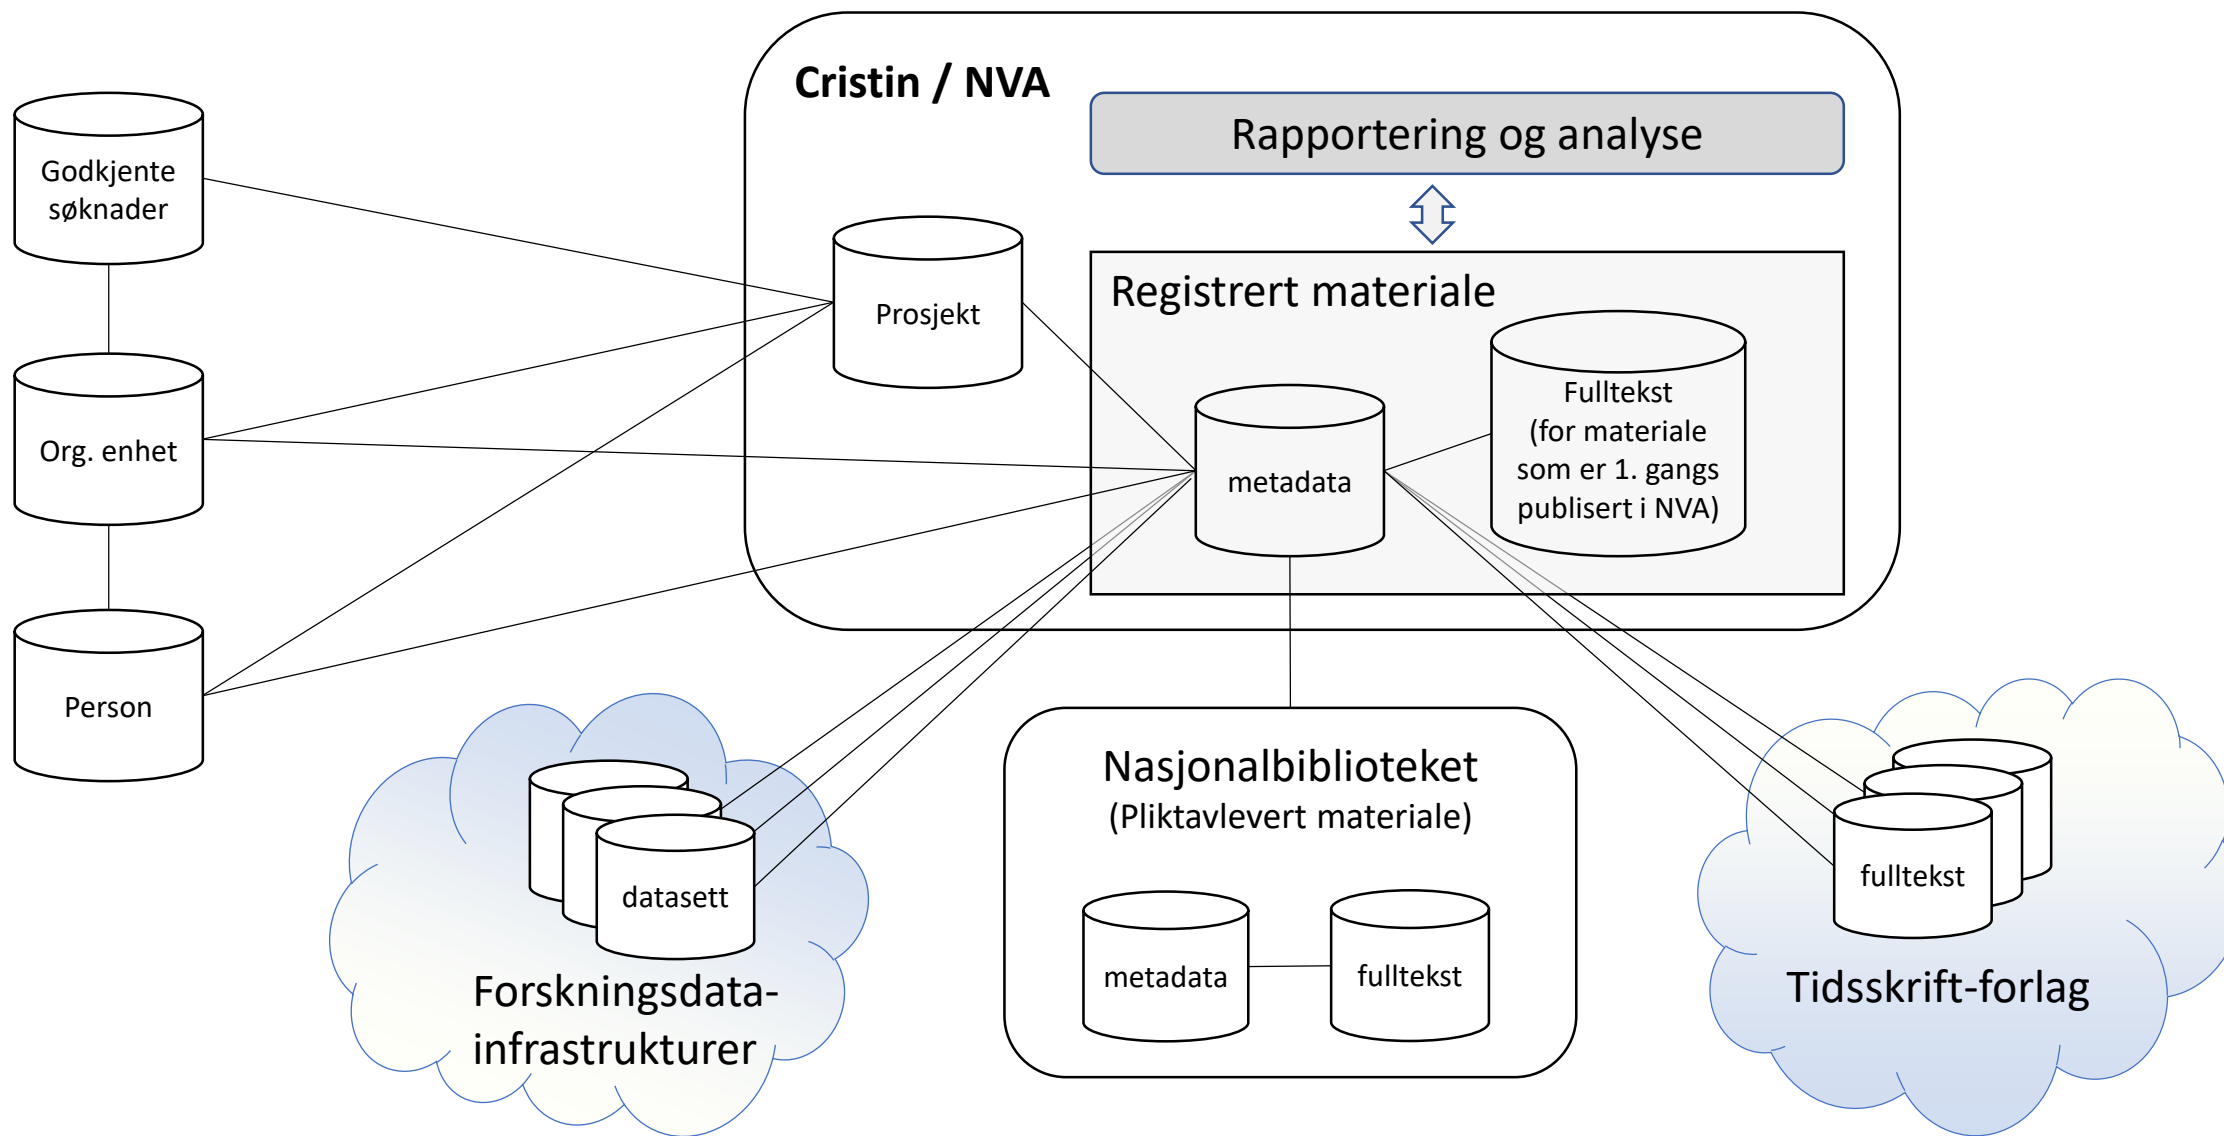 Cristin / NVA
Rapportering og analyse
Godkjente
søknader
Prosjekt
Registrert materiale
Fulltekst
(for materiale
som er 1. gangs
publisert i NVA)
Org. enhet
metadata
Person
Nasjonalbiblioteket
(Pliktavlevert materiale)
datasett
Forskningsdata-
infrastrukturer
metadata
fulltekst
fulltekst
Tidsskrift-forlag